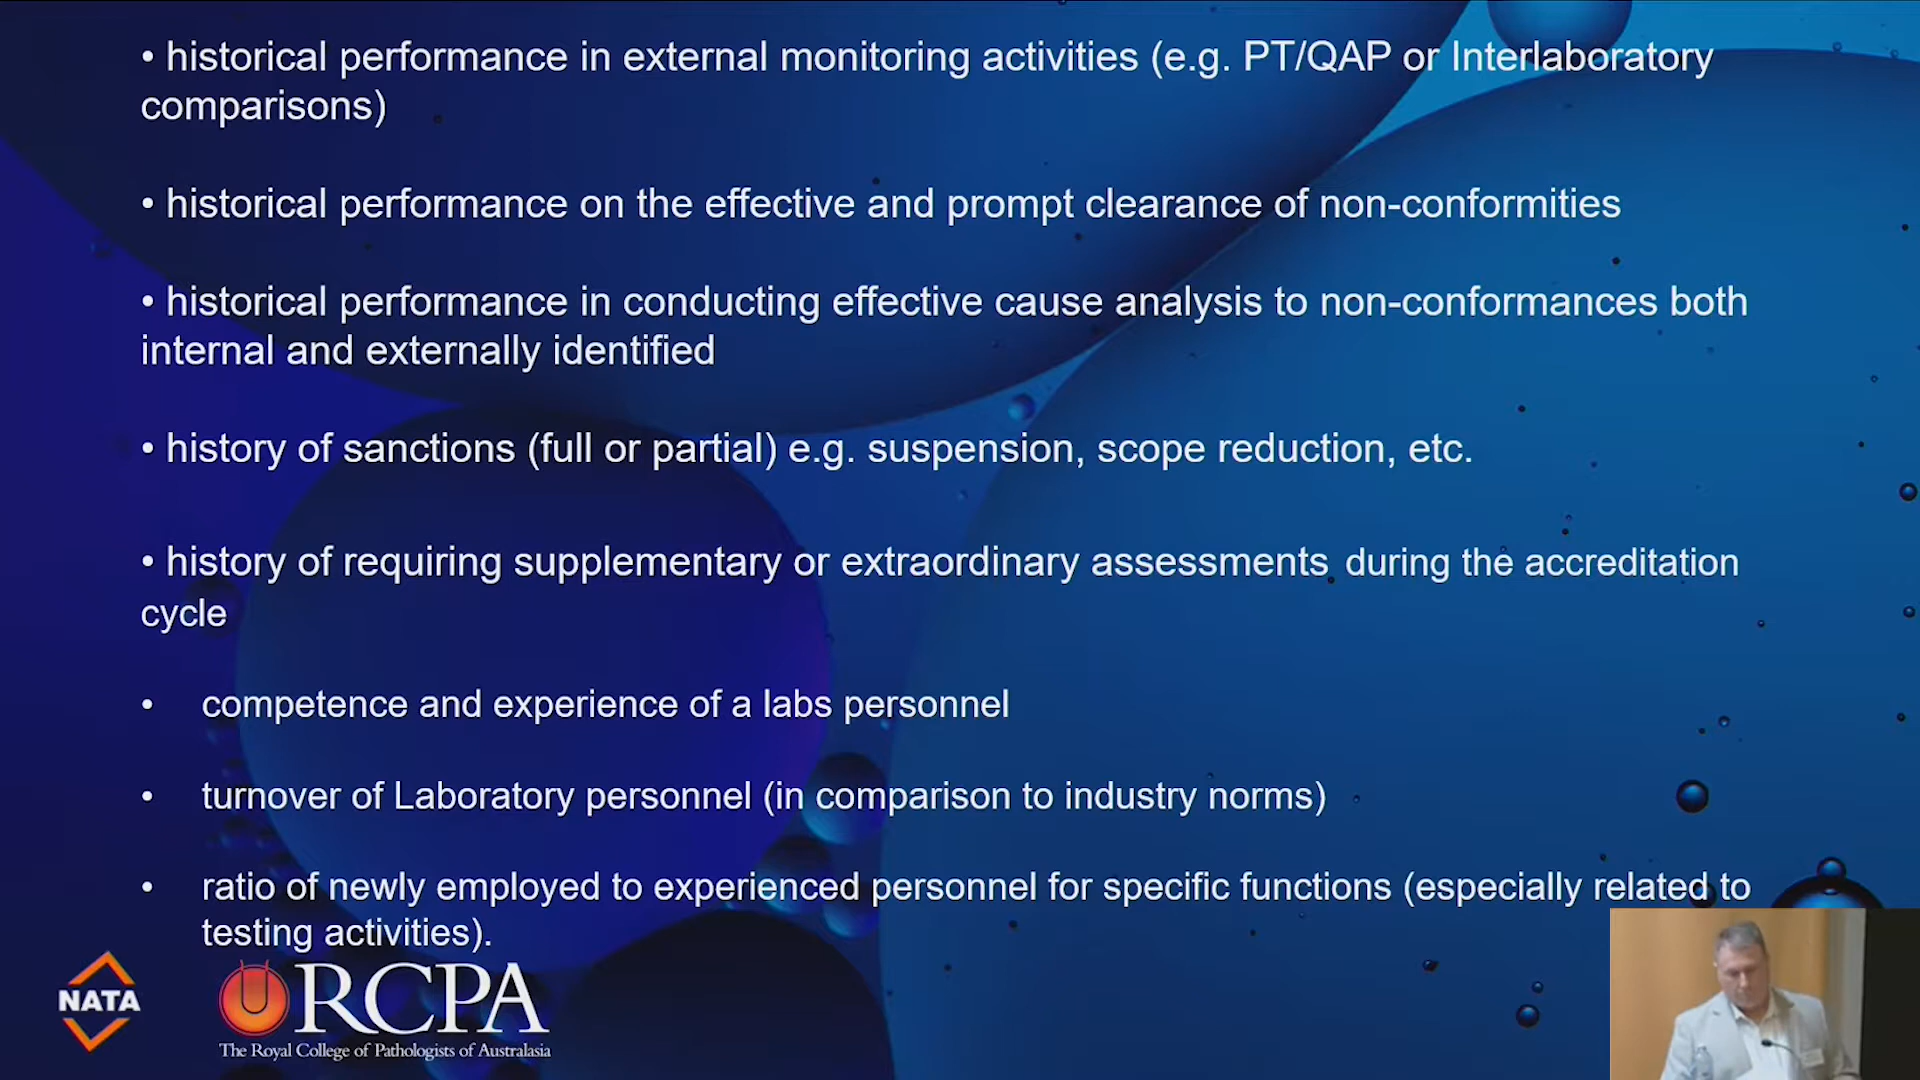 • historical performance in external monitoring activities (e.g. PT/QAP or Interlaboratory
comparisons)
• historical performance on the effective and prompt clearance of non-conformities
• historical performance in conducting effective cause analysis to non-conformances both
internal and externally identified
• history of sanctions (full or partial) e.g. suspension, scope reduction, etc.
• history of requiring supplementary or extraordinary assessments during the accreditation
cycle
• competence and experience of a labs personnel
• turnover of Laboratory personnel (in comparison to industry norms)
• ratio of newly employed to experienced personnel for specific functions (especially related to
testing activities).
NATA
RCPA
The Royal College of Pathologists of Australasia